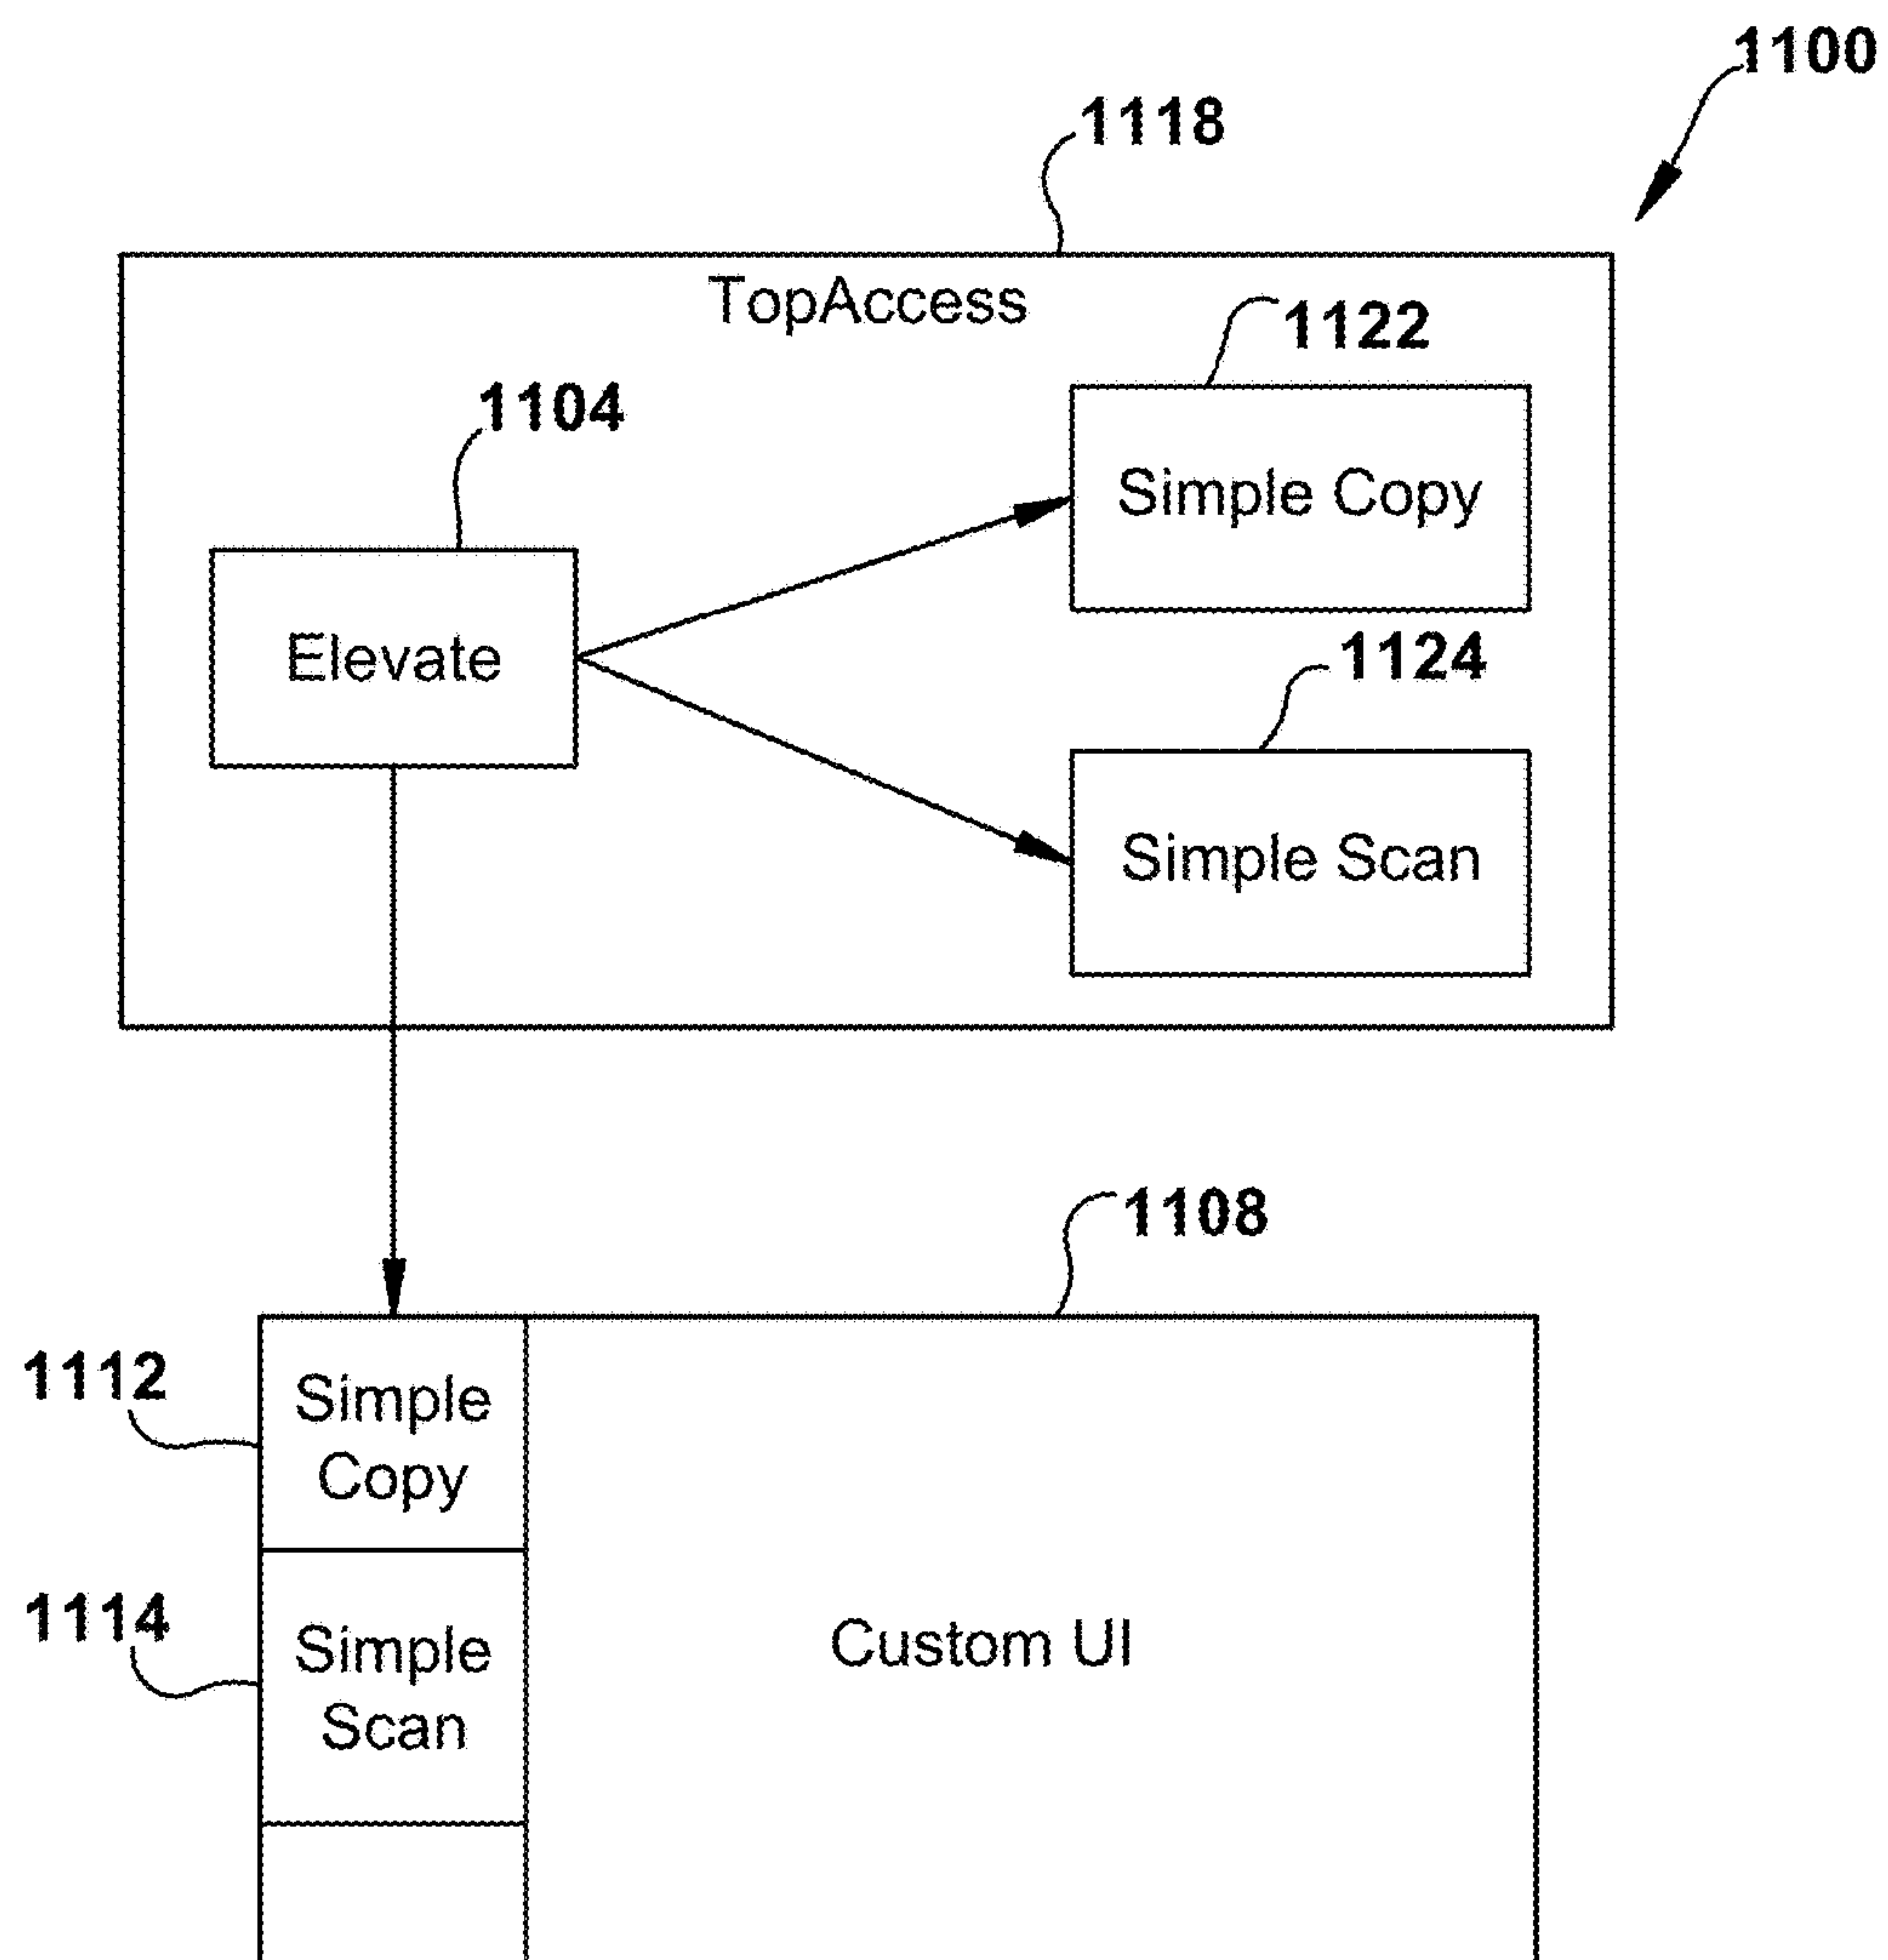 1100
1118
TopAccess
1122
1104
Simple Copy
Elevate
1124
Simple Scan
1108
1112
Simple
Copy
1114
Simple
Scan
Custom UI